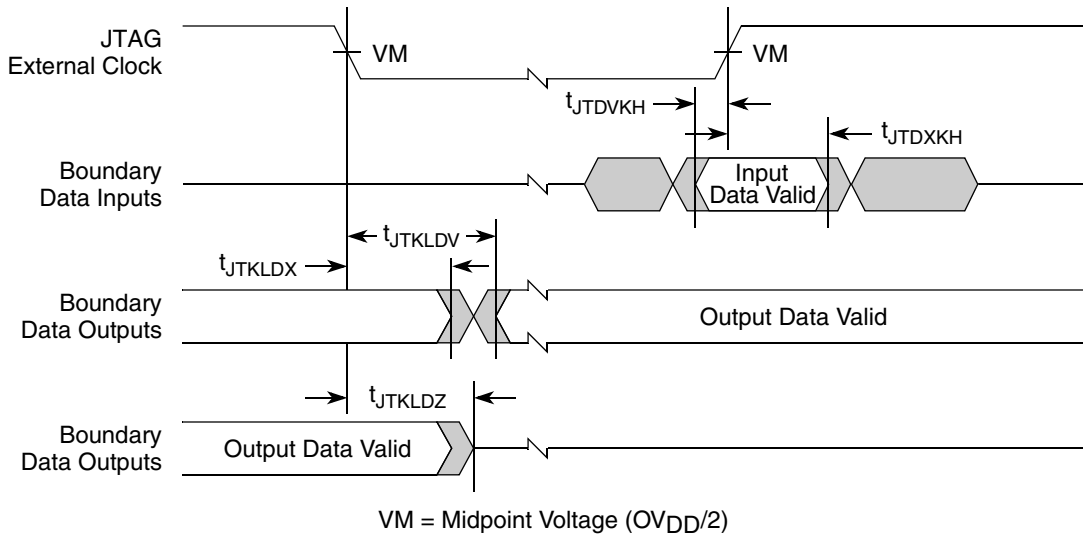 JTAG
External Clock
VM
VM
tJTDVKH
tJTDXKH
Boundary
Data Inputs
Input
Data Valid
tJTKLDV
tJTKLDX
Boundary
Data Outputs
Output Data Valid
tJTKLDZ
Boundary
Data Outputs
Output Data Valid
VM = Midpoint Voltage (OVDD/2)